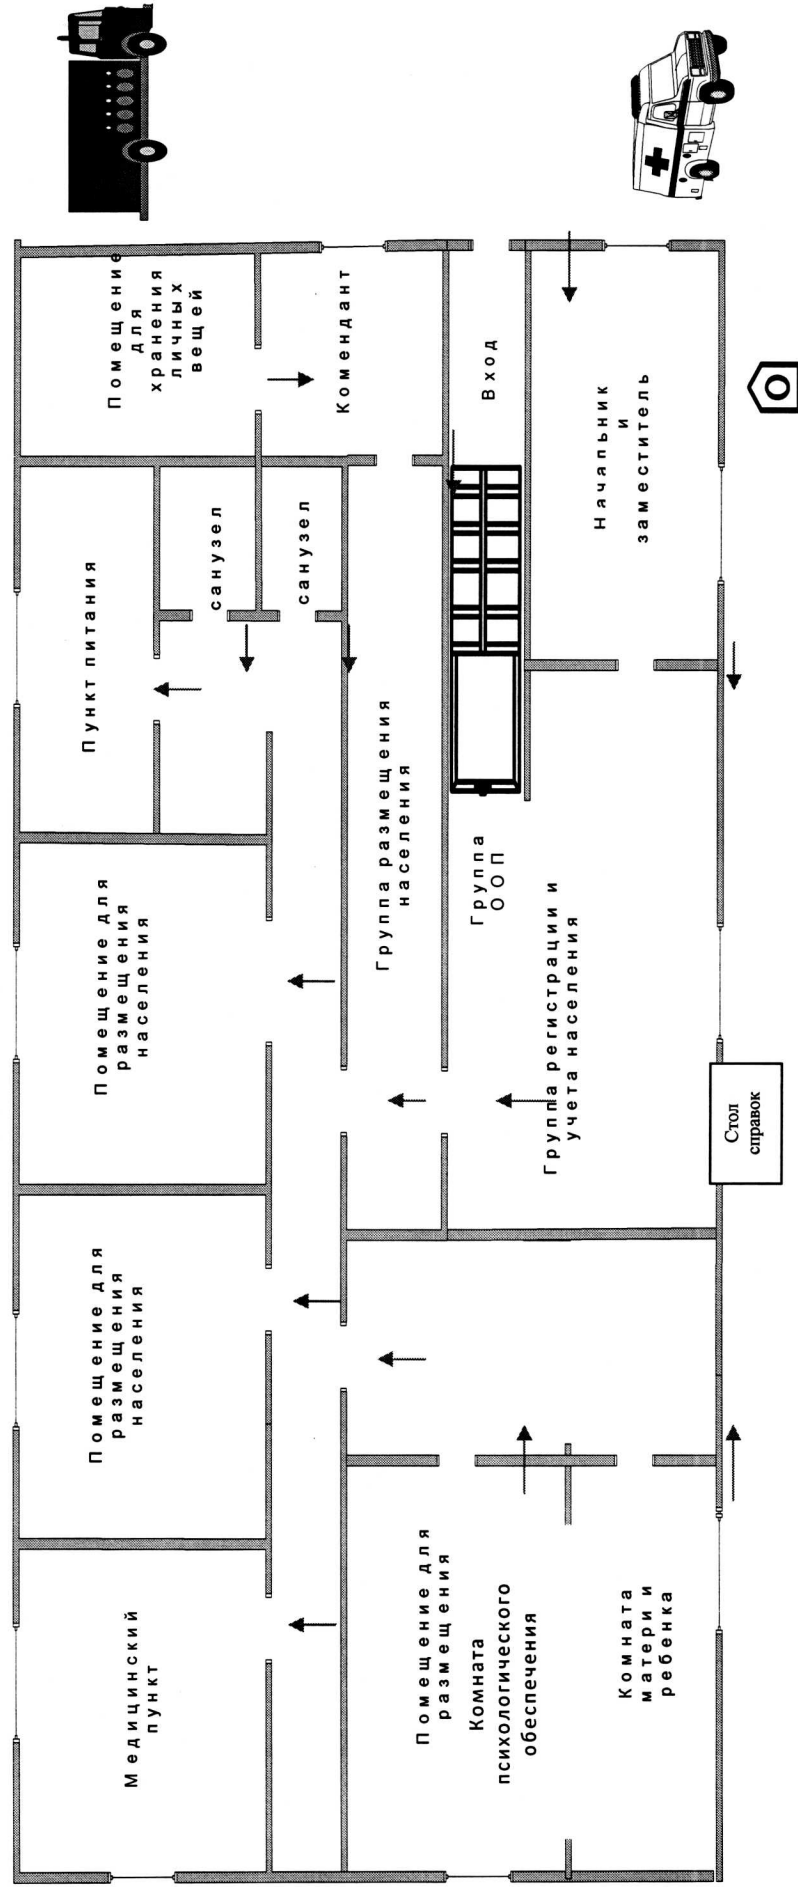 Медицинский
пункт
Помещение для
размещения
населения
Помещение для
размещения
населения
Пункт питания
санузел
санузел
Помещение
для
хранения
личных
вещей
Комендант
Группа размещения
населения
Вход
Группа
ООП
Группа регистрации и
учета населения
Начальник
и
заместитель
Помещение для
размещения
Комната
психологического
обеспечения
Комната
матери и
ребенка
Стол
справок
О